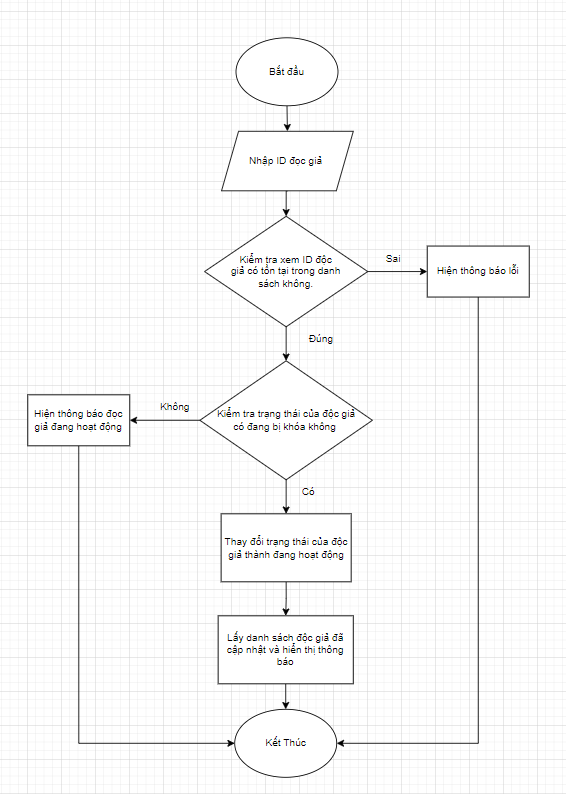 Bắt đầu
Nhập ID đọc giả
Kiểm tra xem ID độc
giả có tồn tại trong danh
sách không.
Sai
Hiện thông báo lỗi
Đúng
Không
Hiện thông báo đọc
giả đang hoạt động
Kiểm tra trạng thái của độc giả
có đang bị khóa không
Có
Thay đổi trạng thái của độc
giả thành đang hoạt động
Lấy danh sách độc giả đã
cập nhật và hiển thị thông
báo
Kết Thúc